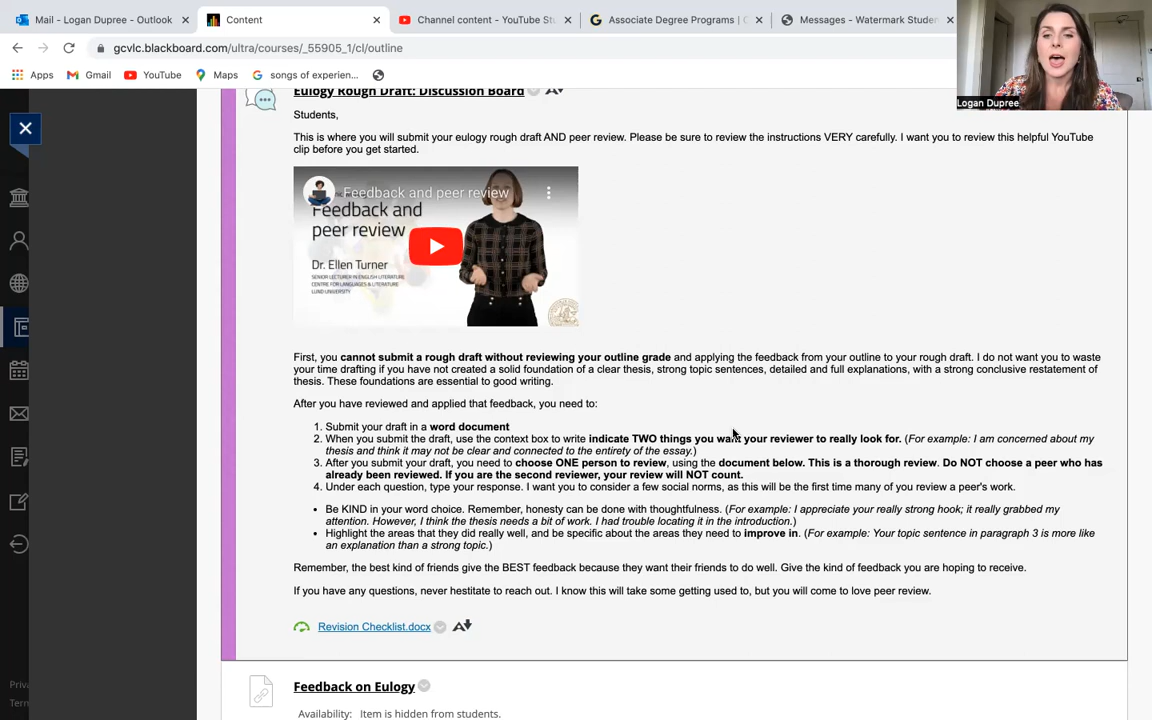 Mail - Logan Dupree - Outlook
Content
Channel content - YouTube Stu
Associate Degree Programs | G
Messages - Watermark Studen
gcvlc.blackboard.com/ultra/courses/_55905_1/cl/outline
Apps
Gmail
YouTube
Maps
songs of experien...
Logan Dupree
Eulogy Rough Draft: Discussion Board
Students,
This is where you will submit your eulogy rough draft AND peer review. Please be sure to review the instructions VERY carefully. I want you to review this helpful YouTube
clip before you get started.
Feedback and peer review
Feedback and
peer review
Dr. Ellen Turner
SENIOR LECTURER IN ENGLISH LITERATURE
CENTRE FOR LANGUAGES & LITERATURE
LUND UNIVERSITY
First, you cannot submit a rough draft without reviewing your outline grade and applying the feedback from your outline to your rough draft. I do not want you to waste
your time drafting if you have not created a solid foundation of a clear thesis, strong topic sentences, detailed and full explanations, with a strong conclusive restatement of
thesis. These foundations are essential to good writing.
After you have reviewed and applied that feedback, you need to:
1. Submit your draft in a word document
2. When you submit the draft, use the context box to write indicate TWO things you want your reviewer to really look for. (For example: I am concerned about my
thesis and think it may not be clear and connected to the entirety of the essay.)
3. After you submit your draft, you need to choose ONE person to review, using the document below. This is a thorough review. Do NOT choose a peer who has
already been reviewed. If you are the second reviewer, your review will NOT count.
4. Under each question, type your response. I want you to consider a few social norms, as this will be the first time many of you review a peer's work.
• Be KIND in your word choice. Remember, honesty can be done with thoughtfulness. (For example: I appreciate your really strong hook; it really grabbed my
attention. However, I think the thesis needs a bit of work. I had trouble locating it in the introduction.)
• Highlight the areas that they did really well, and be specific about the areas they need to improve in. (For example: Your topic sentence in paragraph 3 is more like
an explanation than a strong topic.)
Remember, the best kind of friends give the BEST feedback because they want their friends to do well. Give the kind of feedback you are hoping to receive.
If you have any questions, never hestitate to reach out. I know this will take some getting used to, but you will come to love peer review.
Revision Checklist.docx
Feedback on Eulogy
Availability: Item is hidden from students.
Priva
Term